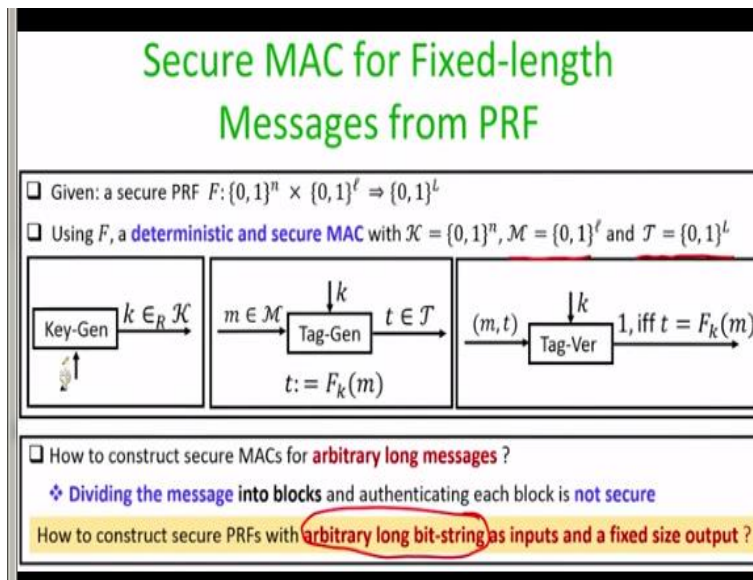 Secure MAC for Fixed-length
Messages from PRF
❑ Given: a secure PRF F: {0, 1}ⁿ × {0, 1}^ℓ ⇒ {0, 1}^L
❑ Using F, a deterministic and secure MAC with 𝒦 = {0, 1}ⁿ, ℳ = {0, 1}^ℓ and 𝒯 = {0, 1}^L
Key-Gen
k ∈_R 𝒦
m ∈ ℳ
k
Tag-Gen
t ∈ 𝒯
t: = F_k(m)
(m, t)
k
Tag-Ver
1, iff t = F_k(m)
❑ How to construct secure MACs for arbitrary long messages ?
❖ Dividing the message into blocks and authenticating each block is not secure
How to construct secure PRFs with arbitrary long bit-string as inputs and a fixed size output ?